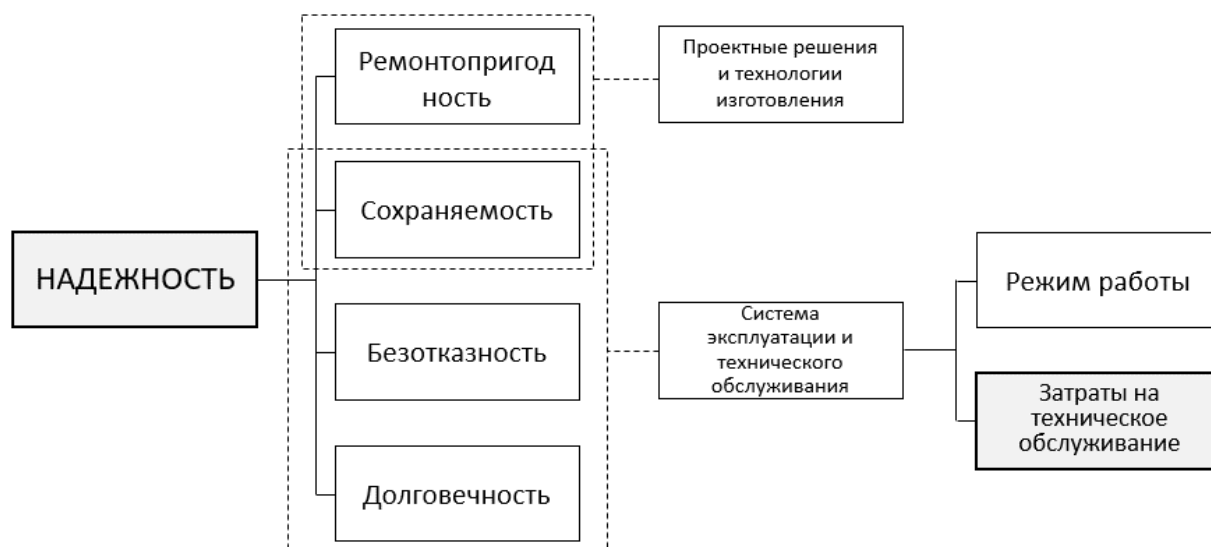 НАДЕЖНОСТЬ
Ремонтопригод
ность
Сохраняемость
Безотказность
Долговечность
Проектные решения
и технологии
изготовления
Система
эксплуатации и
технического
обслуживания
Режим работы
Затраты на
техническое
обслуживание